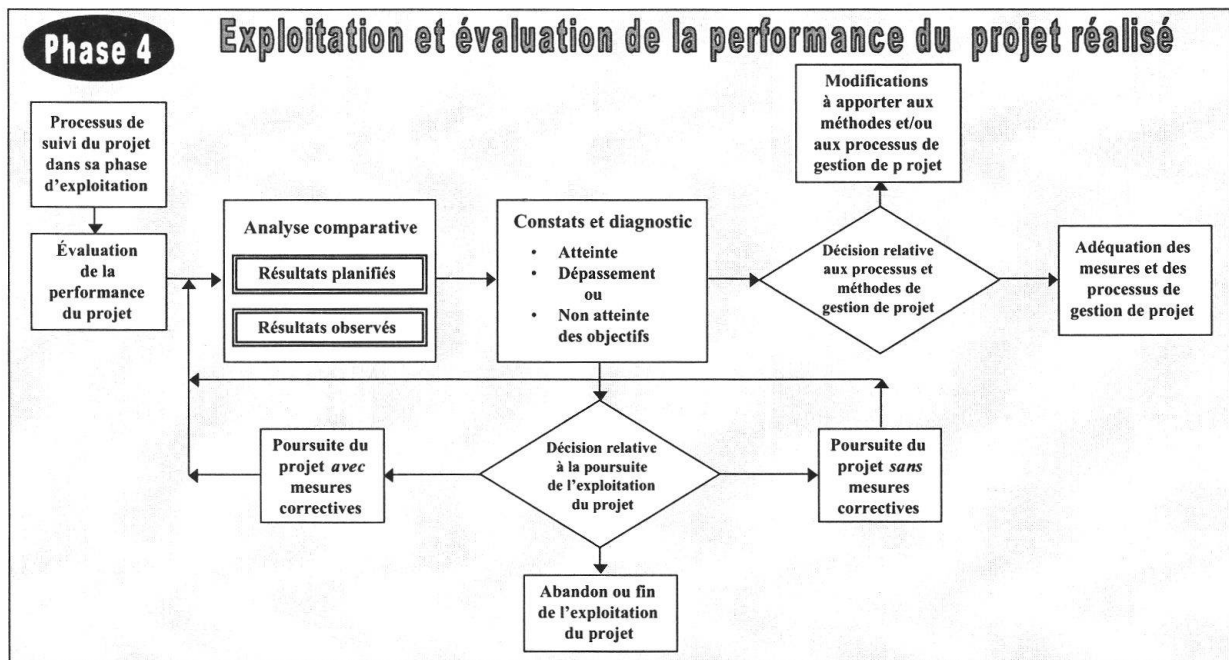 Phase 4
Exploitation et évaluation de la performance du projet réalisé
Processus de
suivi du projet
dans sa phase
d'exploitation
Évaluation
de la
performance
du projet
Analyse comparative
Résultats planifiés
Résultats observés
Constats et diagnostic
• Atteinte
• Dépassement
ou
• Non atteinte
des objectifs
Modifications
à apporter aux
méthodes et/ou
aux processus de
gestion de p rojet
Décision relative
aux processus et
méthodes de
gestion de projet
Adéquation des
mesures et des
processus de
gestion de projet
Poursuite du
projet avec
mesures
correctives
Décision relative
à la poursuite
de l'exploitation
du projet
Poursuite du
projet sans
mesures
correctives
Abandon ou fin
de l'exploitation
du projet